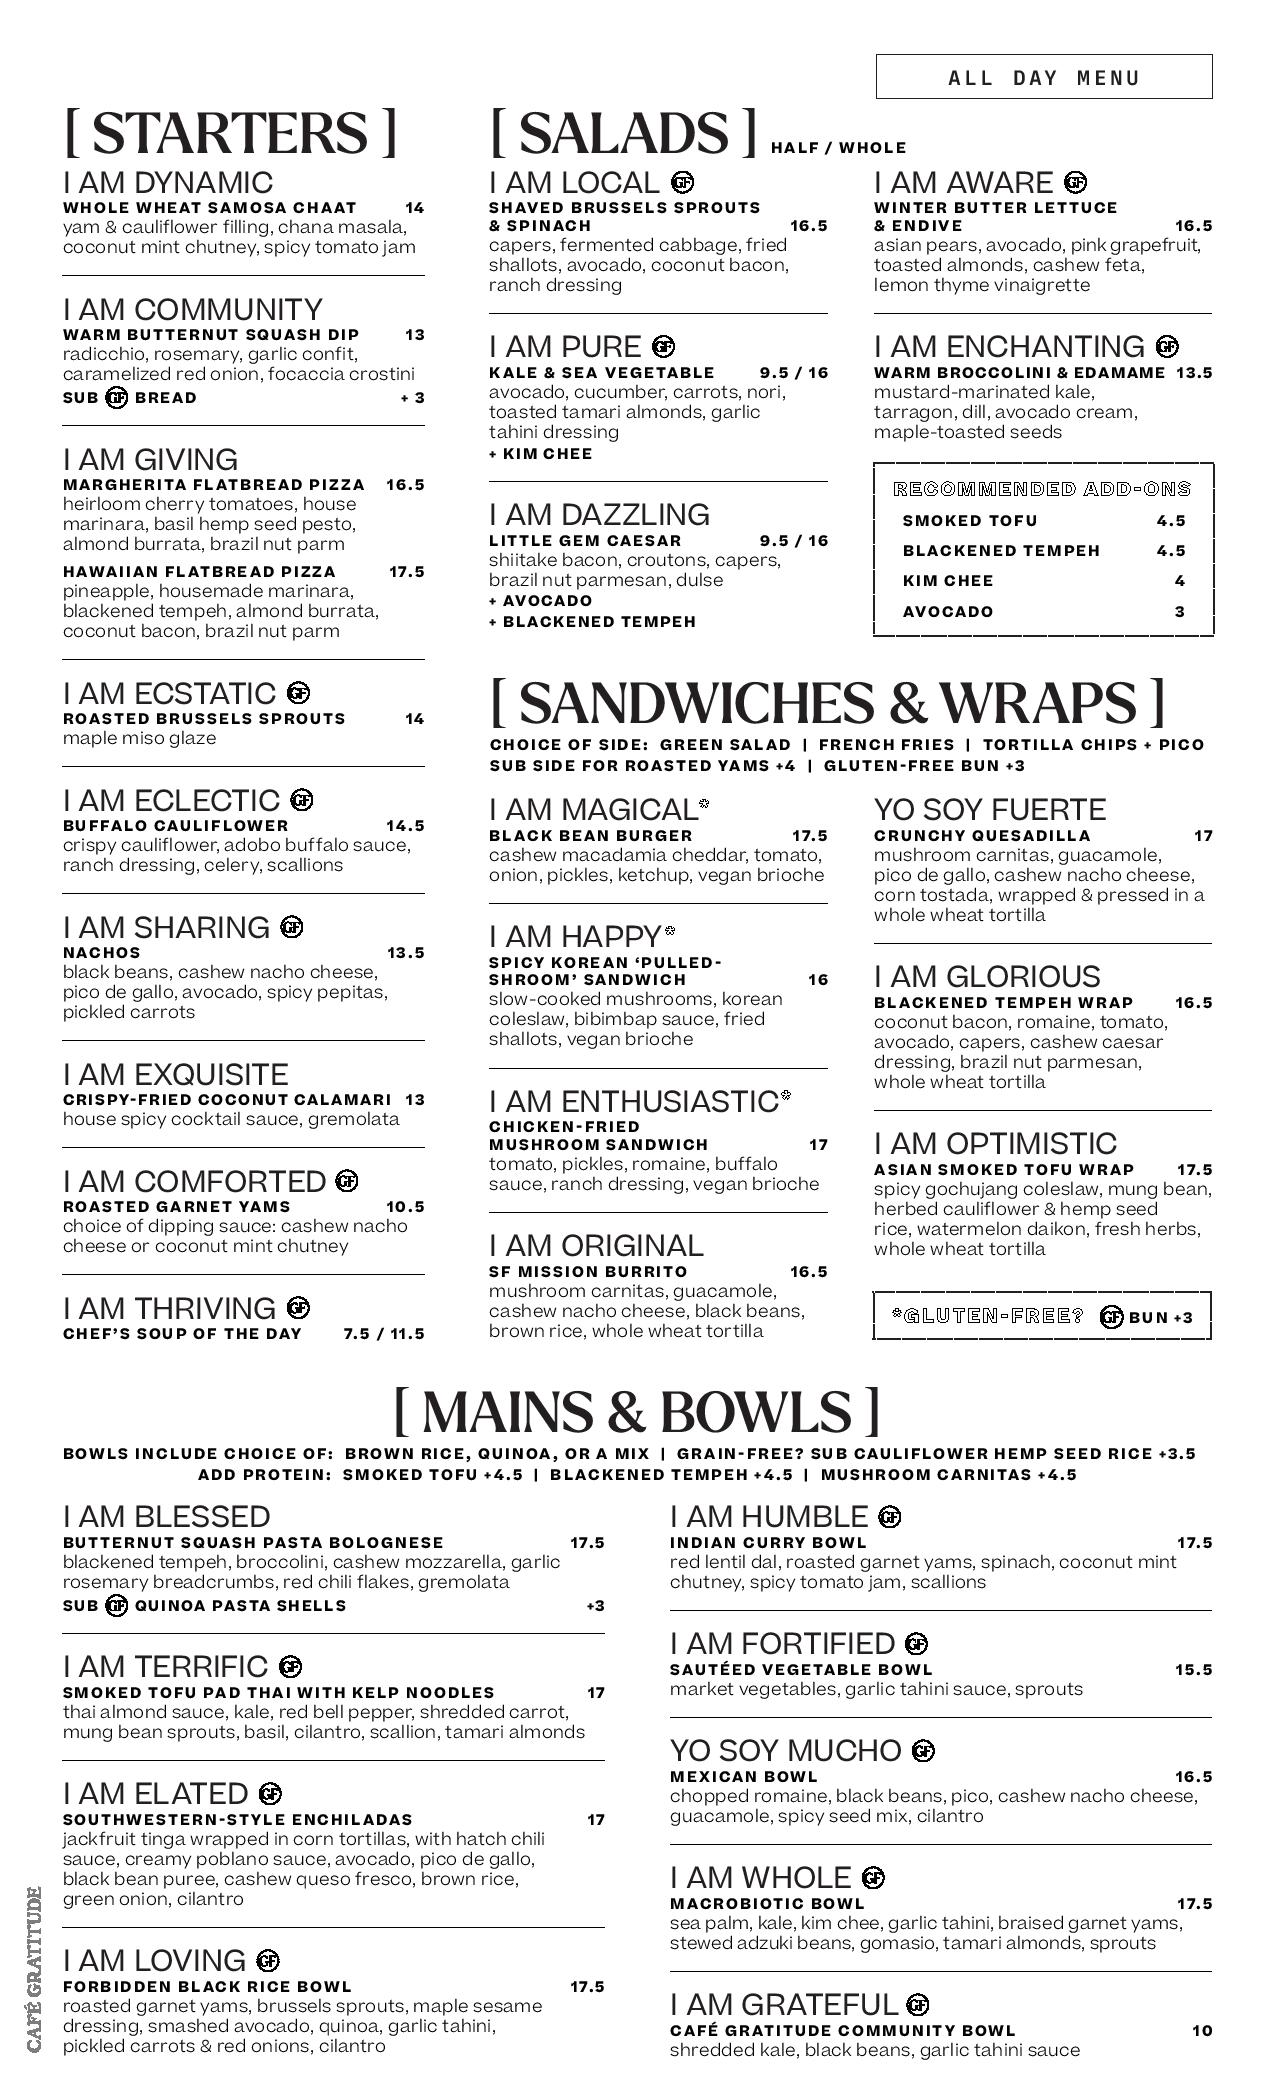 ALL DAY MENU
[ STARTERS ]
I AM DYNAMIC
WHOLE WHEAT SAMOSA CHAAT 14
yam & cauliflower filling, chana masala,
coconut mint chutney, spicy tomato jam
I AM COMMUNITY
WARM BUTTERNUT SQUASH DIP 13
radicchio, rosemary, garlic confit,
caramelized red onion, focaccia crostini
SUB GF BREAD + 3
I AM GIVING
MARGHERITA FLATBREAD PIZZA 16.5
heirloom cherry tomatoes, house
marinara, basil hemp seed pesto,
almond burrata, brazil nut parm
HAWAIIAN FLATBREAD PIZZA 17.5
pineapple, housemade marinara,
blackened tempeh, almond burrata,
coconut bacon, brazil nut parm
I AM ECSTATIC GF
ROASTED BRUSSELS SPROUTS 14
maple miso glaze
I AM ECLECTIC GF
BUFFALO CAULIFLOWER 14.5
crispy cauliflower, adobo buffalo sauce,
ranch dressing, celery, scallions
I AM SHARING GF
NACHOS 13.5
black beans, cashew nacho cheese,
pico de gallo, avocado, spicy pepitas,
pickled carrots
I AM EXQUISITE
CRISPY-FRIED COCONUT CALAMARI 13
house spicy cocktail sauce, gremolata
I AM COMFORTED GF
ROASTED GARNET YAMS 10.5
choice of dipping sauce: cashew nacho
cheese or coconut mint chutney
I AM THRIVING GF
CHEF'S SOUP OF THE DAY 7.5 / 11.5
[ SALADS ] HALF / WHOLE
I AM LOCAL GF
SHAVED BRUSSELS SPROUTS
& SPINACH 16.5
capers, fermented cabbage, fried
shallots, avocado, coconut bacon,
ranch dressing
I AM PURE GF
KALE & SEA VEGETABLE 9.5 / 16
avocado, cucumber, carrots, nori,
toasted tamari almonds, garlic
tahini dressing
+ KIM CHEE
I AM DAZZLING
LITTLE GEM CAESAR 9.5 / 16
shiitake bacon, croutons, capers,
brazil nut parmesan, dulse
+ AVOCADO
+ BLACKENED TEMPEH
I AM AWARE GF
WINTER BUTTER LETTUCE
& ENDIVE 16.5
asian pears, avocado, pink grapefruit,
toasted almonds, cashew feta,
lemon thyme vinaigrette
I AM ENCHANTING GF
WARM BROCCOLINI & EDAMAME 13.5
mustard-marinated kale,
tarragon, dill, avocado cream,
maple-toasted seeds
RECOMMENDED ADD-ONS
SMOKED TOFU 4.5
BLACKENED TEMPEH 4.5
KIM CHEE 4
AVOCADO 3
[ SANDWICHES & WRAPS ]
CHOICE OF SIDE: GREEN SALAD | FRENCH FRIES | TORTILLA CHIPS + PICO
SUB SIDE FOR ROASTED YAMS +4 | GLUTEN-FREE BUN +3
I AM MAGICAL*
BLACK BEAN BURGER 17.5
cashew macadamia cheddar, tomato,
onion, pickles, ketchup, vegan brioche
I AM HAPPY*
SPICY KOREAN ‘PULLED-
SHROOM’ SANDWICH 16
slow-cooked mushrooms, korean
coleslaw, bibimbap sauce, fried
shallots, vegan brioche
I AM ENTHUSIASTIC*
CHICKEN-FRIED
MUSHROOM SANDWICH 17
tomato, pickles, romaine, buffalo
sauce, ranch dressing, vegan brioche
I AM ORIGINAL
SF MISSION BURRITO 16.5
mushroom carnitas, guacamole,
cashew nacho cheese, black beans,
brown rice, whole wheat tortilla
YO SOY FUERTE
CRUNCHY QUESADILLA 17
mushroom carnitas, guacamole,
pico de gallo, cashew nacho cheese,
corn tostada, wrapped & pressed in a
whole wheat tortilla
I AM GLORIOUS
BLACKENED TEMPEH WRAP 16.5
coconut bacon, romaine, tomato,
avocado, capers, cashew caesar
dressing, brazil nut parmesan,
whole wheat tortilla
I AM OPTIMISTIC
ASIAN SMOKED TOFU WRAP 17.5
spicy gochujang coleslaw, mung bean,
herbed cauliflower & hemp seed
rice, watermelon daikon, fresh herbs,
whole wheat tortilla
*GLUTEN-FREE? GF BUN +3
[ MAINS & BOWLS ]
BOWLS INCLUDE CHOICE OF: BROWN RICE, QUINOA, OR A MIX | GRAIN-FREE? SUB CAULIFLOWER HEMP SEED RICE +3.5
ADD PROTEIN: SMOKED TOFU +4.5 | BLACKENED TEMPEH +4.5 | MUSHROOM CARNITAS +4.5
I AM BLESSED
BUTTERNUT SQUASH PASTA BOLOGNESE 17.5
blackened tempeh, broccolini, cashew mozzarella, garlic
rosemary breadcrumbs, red chili flakes, gremolata
SUB GF QUINOA PASTA SHELLS +3
I AM TERRIFIC GF
SMOKED TOFU PAD THAI WITH KELP NOODLES 17
thai almond sauce, kale, red bell pepper, shredded carrot,
mung bean sprouts, basil, cilantro, scallion, tamari almonds
I AM ELATED GF
SOUTHWESTERN-STYLE ENCHILADAS 17
jackfruit tinga wrapped in corn tortillas, with hatch chili
sauce, creamy poblano sauce, avocado, pico de gallo,
black bean puree, cashew queso fresco, brown rice,
green onion, cilantro
I AM LOVING GF
FORBIDDEN BLACK RICE BOWL 17.5
roasted garnet yams, brussels sprouts, maple sesame
dressing, smashed avocado, quinoa, garlic tahini,
pickled carrots & red onions, cilantro
I AM HUMBLE GF
INDIAN CURRY BOWL 17.5
red lentil dal, roasted garnet yams, spinach, coconut mint
chutney, spicy tomato jam, scallions
I AM FORTIFIED GF
SAUTÉED VEGETABLE BOWL 15.5
market vegetables, garlic tahini sauce, sprouts
YO SOY MUCHO GF
MEXICAN BOWL 16.5
chopped romaine, black beans, pico, cashew nacho cheese,
guacamole, spicy seed mix, cilantro
I AM WHOLE GF
MACROBIOTIC BOWL 17.5
sea palm, kale, kim chee, garlic tahini, braised garnet yams,
stewed adzuki beans, gomasio, tamari almonds, sprouts
I AM GRATEFUL GF
CAFÉ GRATITUDE COMMUNITY BOWL 10
shredded kale, black beans, garlic tahini sauce
CAFÉ GRATITUDE